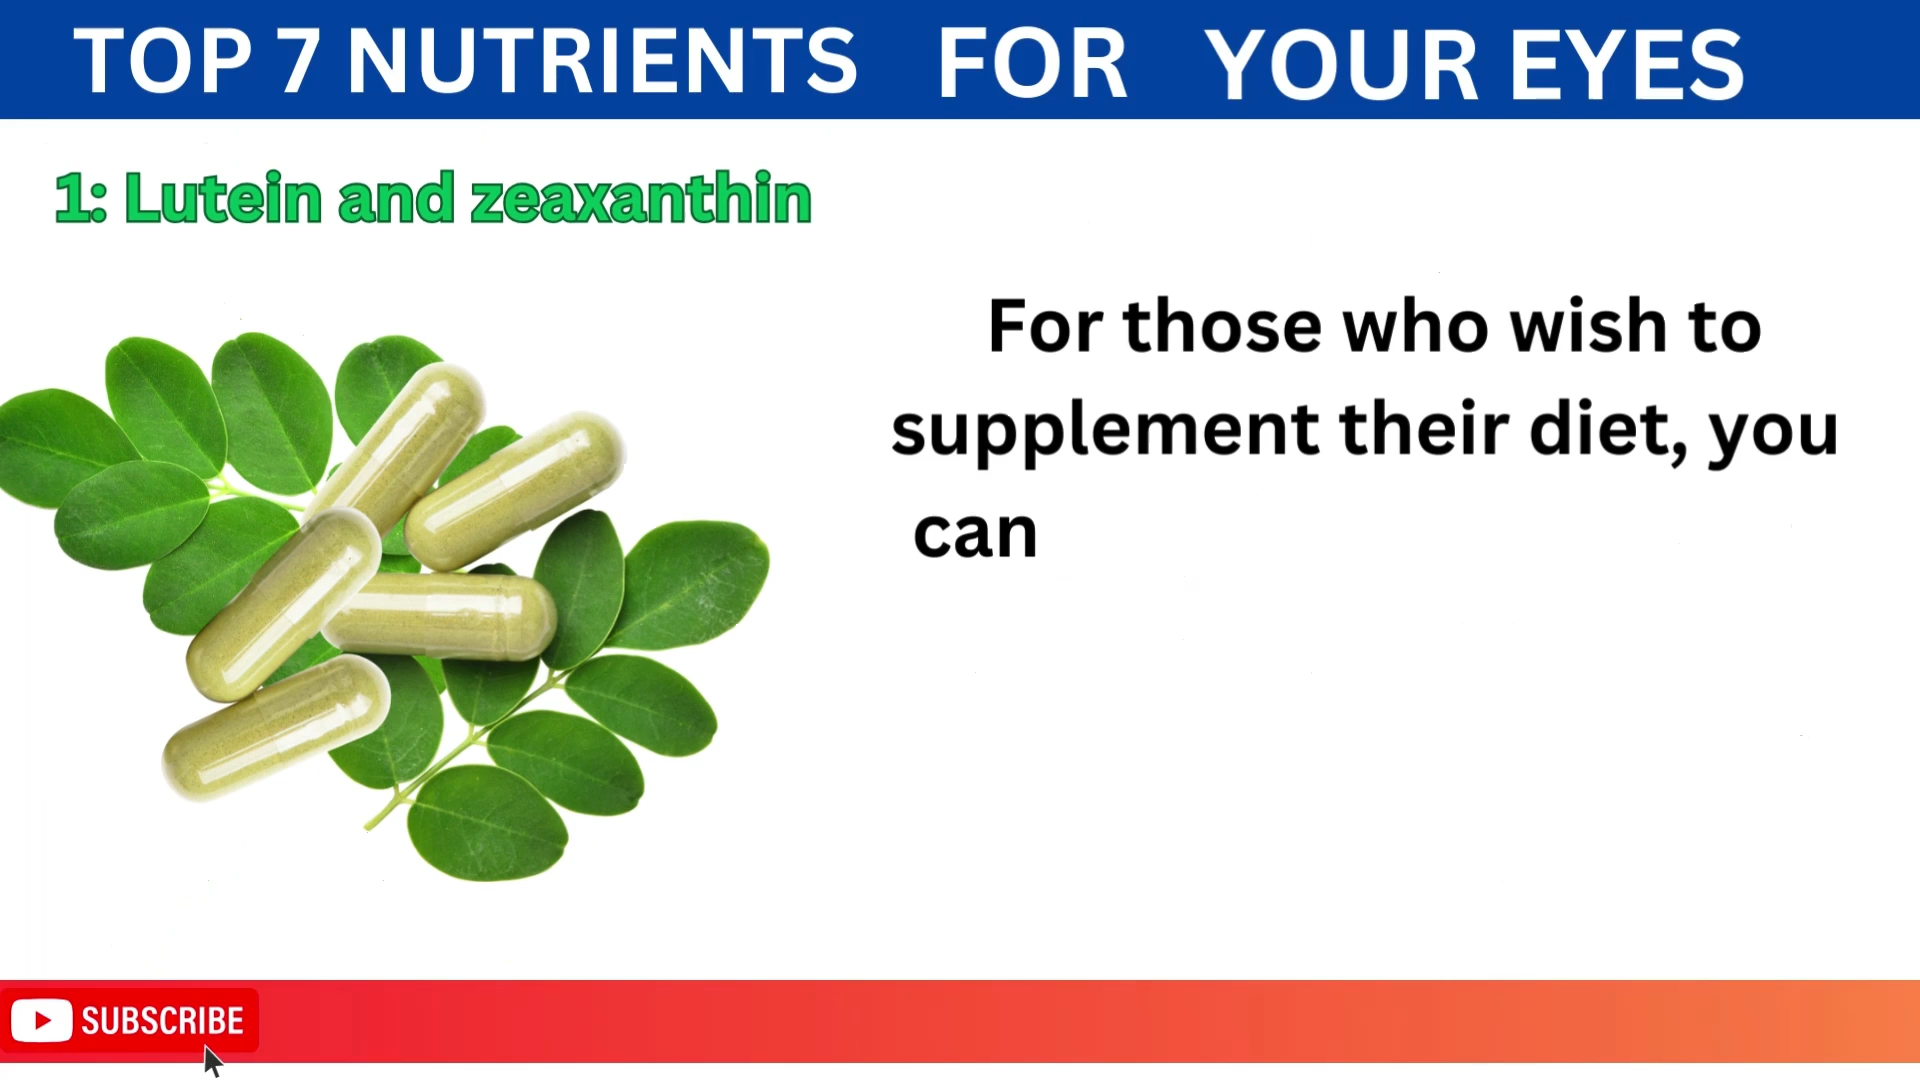 TOP 7 NUTRIENTS FOR YOUR EYES
1: Lutein and zeaxanthin
For those who wish to
supplement their diet, you
can
SUBSCRIBE